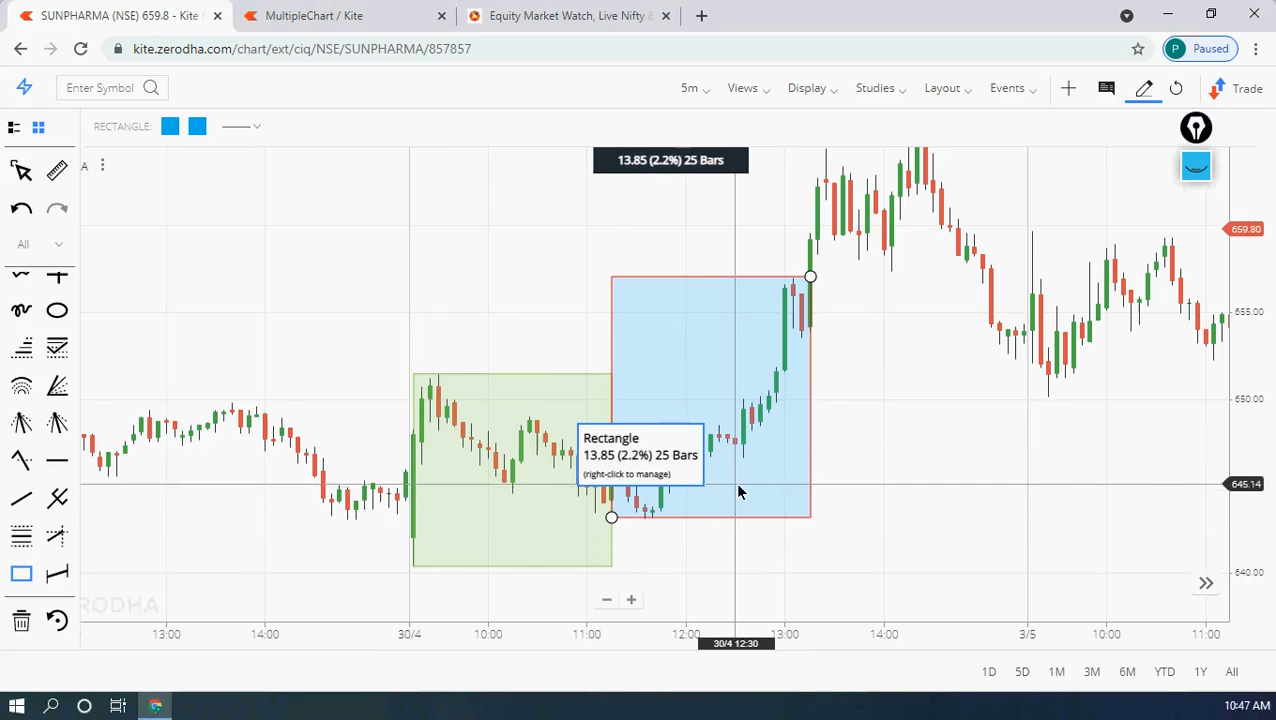 SUNPHARMA (NSE) 659.8 - Kite
MultipleChart / Kite
Equity Market Watch, Live Nifty
kite.zerodha.com/chart/ext/ciq/NSE/SUNPHARMA/857857
P Paused
Enter Symbol
5m Views Display Studies Layout Events Trade
RECTANGLE:
13.85 (2.2%) 25 Bars
A
All
659.80
655.00
650.00
Rectangle
13.85 (2.2%) 25 Bars
(right-click to manage)
645.14
640.00
RODHA
13:00 14:00 30/4 10:00 11:00 12:00 13:00 14:00 3/5 10:00 11:00
30/4 12:30
1D 5D 1M 3M 6M YTD 1Y All
10:47 AM